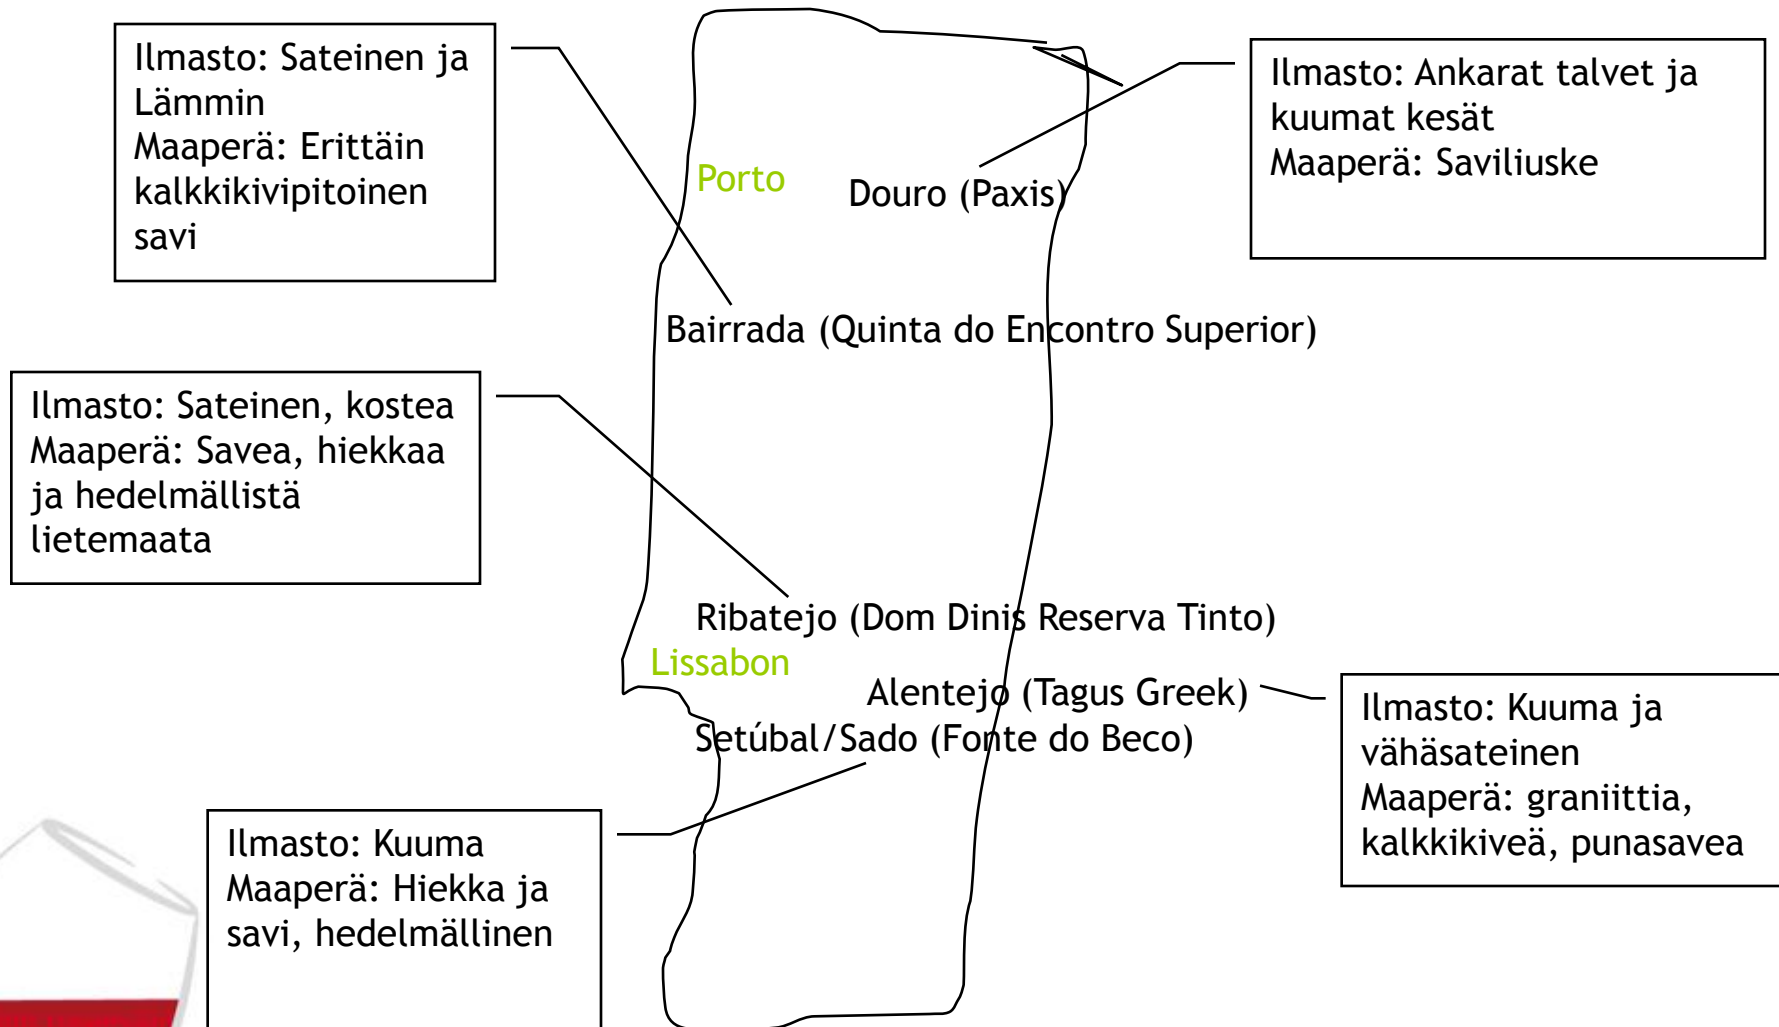 Ilmasto: Sateinen ja
Lämmin
Maaperä: Erittäin
kalkkikivipitoinen
savi
Ilmasto: Ankarat talvet ja
kuumat kesät
Maaperä: Saviliuske
Porto
Douro (Paxis)
Bairrada (Quinta do Encontro Superior)
Ilmasto: Sateinen, kostea
Maaperä: Savea, hiekkaa
ja hedelmällistä
lietemaata
Ribatejo (Dom Dinis Reserva Tinto)
Lissabon
Alentejo (Tagus Greek)
Setúbal/Sado (Fonte do Beco)
Ilmasto: Kuuma ja
vähäsateinen
Maaperä: graniittia,
kalkkikiveä, punasavea
Ilmasto: Kuuma
Maaperä: Hiekka ja
savi, hedelmällinen